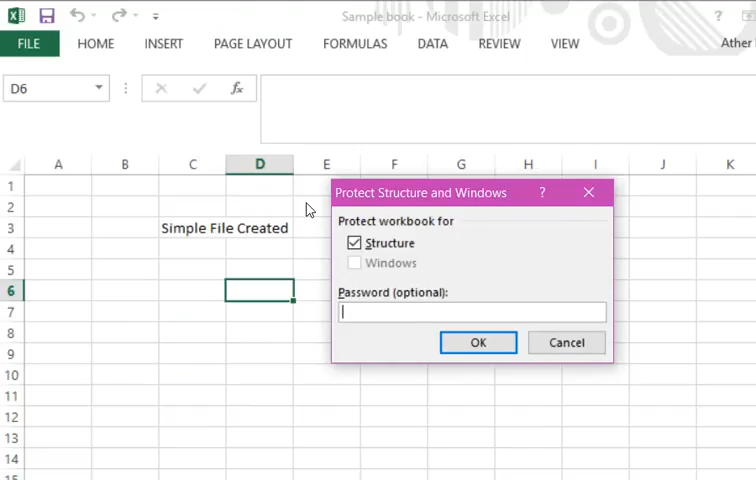 Sample book - Microsoft Excel
?
FILE HOME INSERT PAGE LAYOUT FORMULAS DATA REVIEW VIEW Ather
D6 fx
A B C D E F G H I J K
1
2
3 Simple File Created
4
5
6
7
8
9
10
11
12
13
14
15
Protect Structure and Windows ?
Protect workbook for
Structure
Windows
Password (optional):
OK Cancel